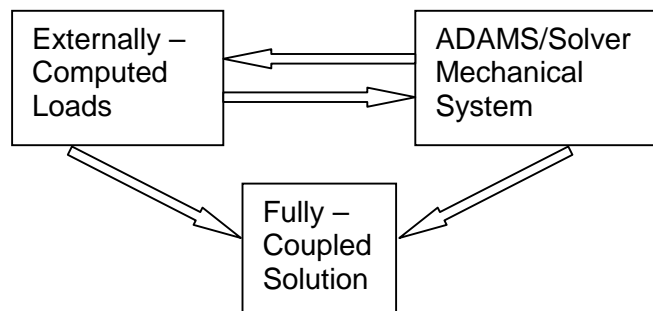 Externally –
Computed
Loads
ADAMS/Solver
Mechanical
System
Fully –
Coupled
Solution